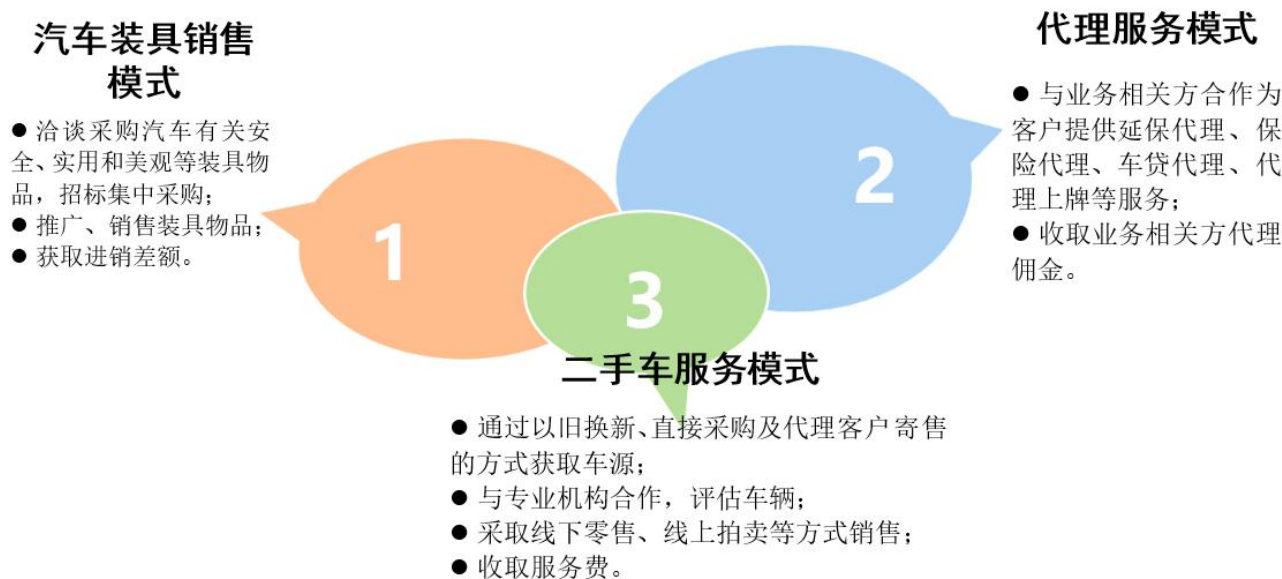 汽车装具销售
模式
● 洽谈采购汽车有关安
全、实用和美观等装具物
品，招标集中采购；
● 推广、销售装具物品；
● 获取进销差额。
1
代理服务模式
● 与业务相关方合作为
客户提供延保代理、保
险代理、车贷代理、代
理上牌等服务；
● 收取业务相关方代理
佣金。
2
3
二手车服务模式
● 通过以旧换新、直接采购及代理客户寄售
的方式获取车源；
● 与专业机构合作，评估车辆；
● 采取线下零售、线上拍卖等方式销售；
● 收取服务费。